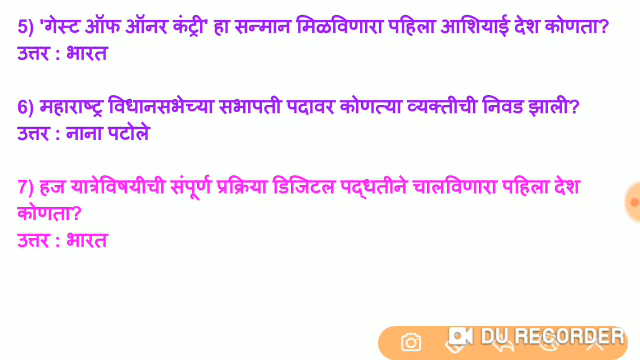 5) 'गेस्ट ऑफ ऑनर कंट्री' हा सन्मान मिळविणारा पहिला आशियाई देश कोणता?
उत्तर : भारत
6) महाराष्ट्र विधानसभेच्या सभापती पदावर कोणत्या व्यक्तीची निवड झाली?
उत्तर : नाना पटोले
7) हज यात्रेविषयीची संपूर्ण प्रक्रिया डिजिटल पद्धतीने चालविणारा पहिला देश
कोणता?
उत्तर : भारत
DU RECORDER